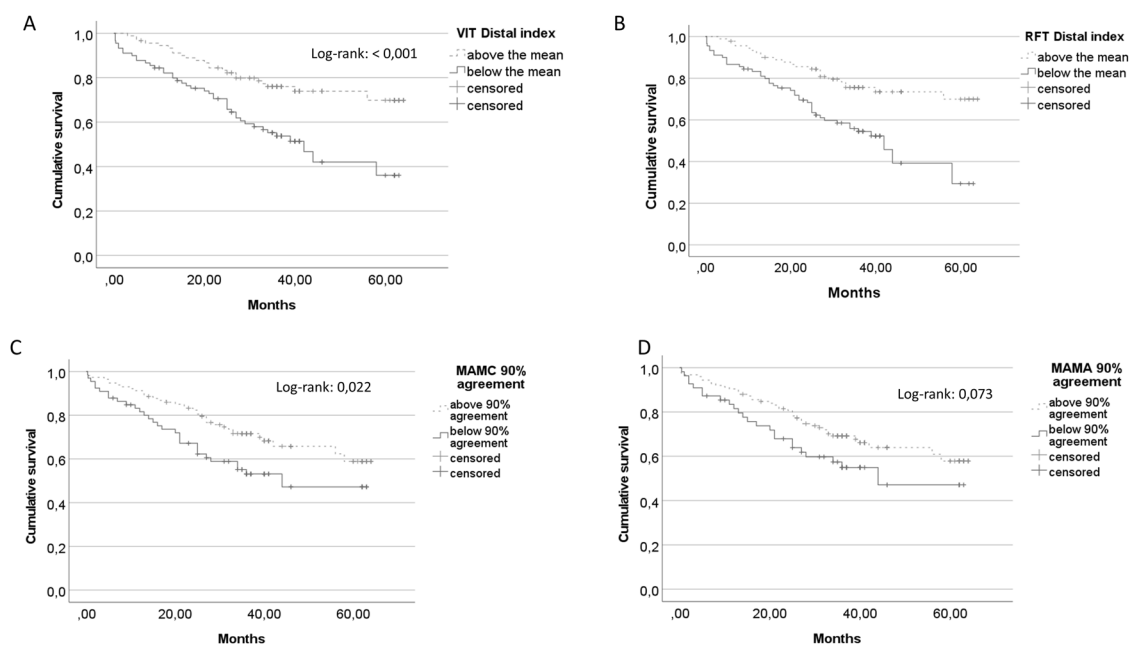 A
VIT Distal index
above the mean
below the mean
censored
censored
Log-rank: < 0,001
Cumulative survival
1,0
0,8
0,6
0,4
0,2
0,0
,00
20,00
40,00
60,00
Months
B
RFT Distal index
above the mean
below the mean
censored
censored
Cumulative survival
1,0
0,8
0,6
0,4
0,2
0,0
,00
20,00
40,00
60,00
Months
C
MAMC 90%
agreement
above 90%
agreement
below 90%
agreement
censored
censored
Log-rank: 0,022
Cumulative survival
1,0
0,8
0,6
0,4
0,2
0,0
,00
20,00
40,00
60,00
Months
D
MAMA 90%
agreement
above 90%
agreement
below 90%
agreement
censored
censored
Log-rank: 0,073
Cumulative survival
1,0
0,8
0,6
0,4
0,2
0,0
,00
20,00
40,00
60,00
Months